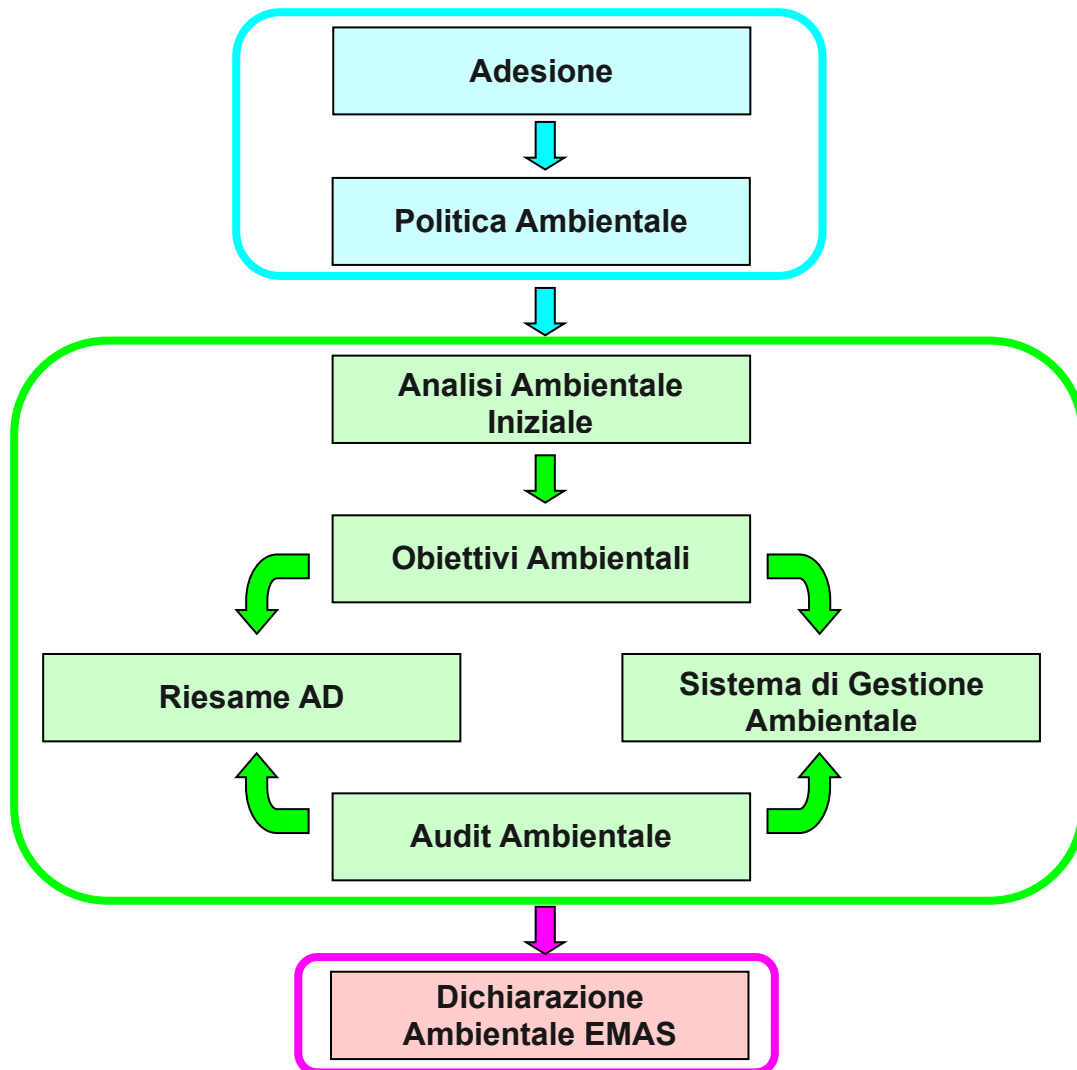 Adesione
Politica Ambientale
Analisi Ambientale
Iniziale
Obiettivi Ambientali
Riesame AD
Sistema di Gestione
Ambientale
Audit Ambientale
Dichiarazione
Ambientale EMAS